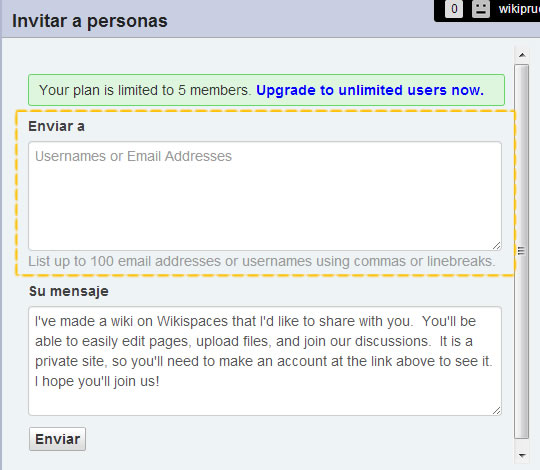 0 wikiprue
Invitar a personas
Your plan is limited to 5 members. Upgrade to unlimited users now.
Enviar a
Usernames or Email Addresses
List up to 100 email addresses or usernames using commas or linebreaks.
Su mensaje
I've made a wiki on Wikispaces that I'd like to share with you. You'll be
able to easily edit pages, upload files, and join our discussions. It is a
private site, so you'll need to make an account at the link above to see it.
I hope you'll join us!
Enviar